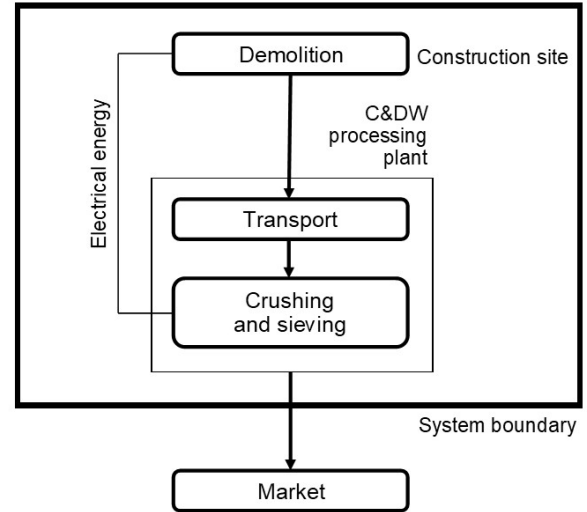 Demolition
Construction site
Electrical energy
C&DW
processing
plant
Transport
Crushing
and sieving
System boundary
Market